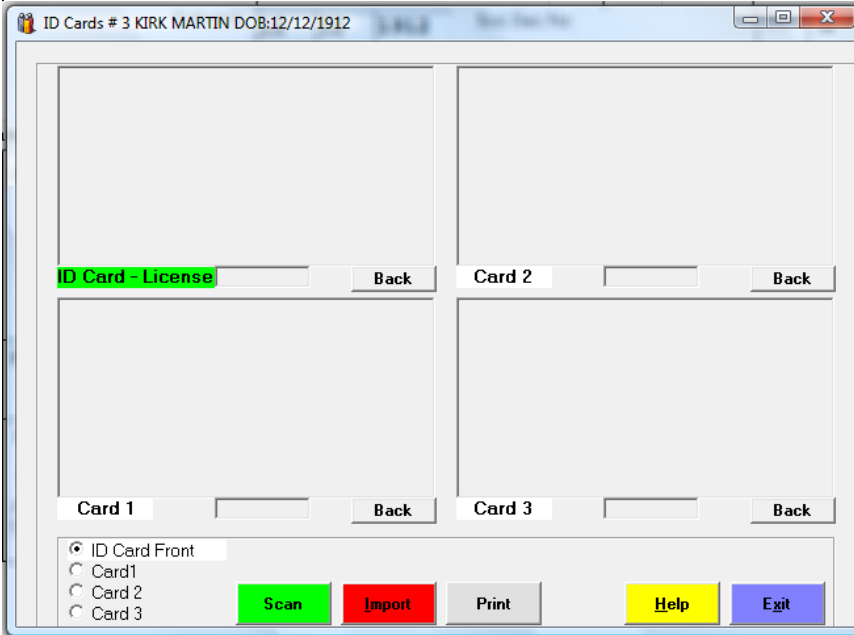 ID Cards # 3 KIRK MARTIN DOB:12/12/1912
ID Card - License Back Card 2 Back
Card 1 Back Card 3 Back
ID Card Front
Card1
Card 2
Card 3
Scan Import Print Help Exit